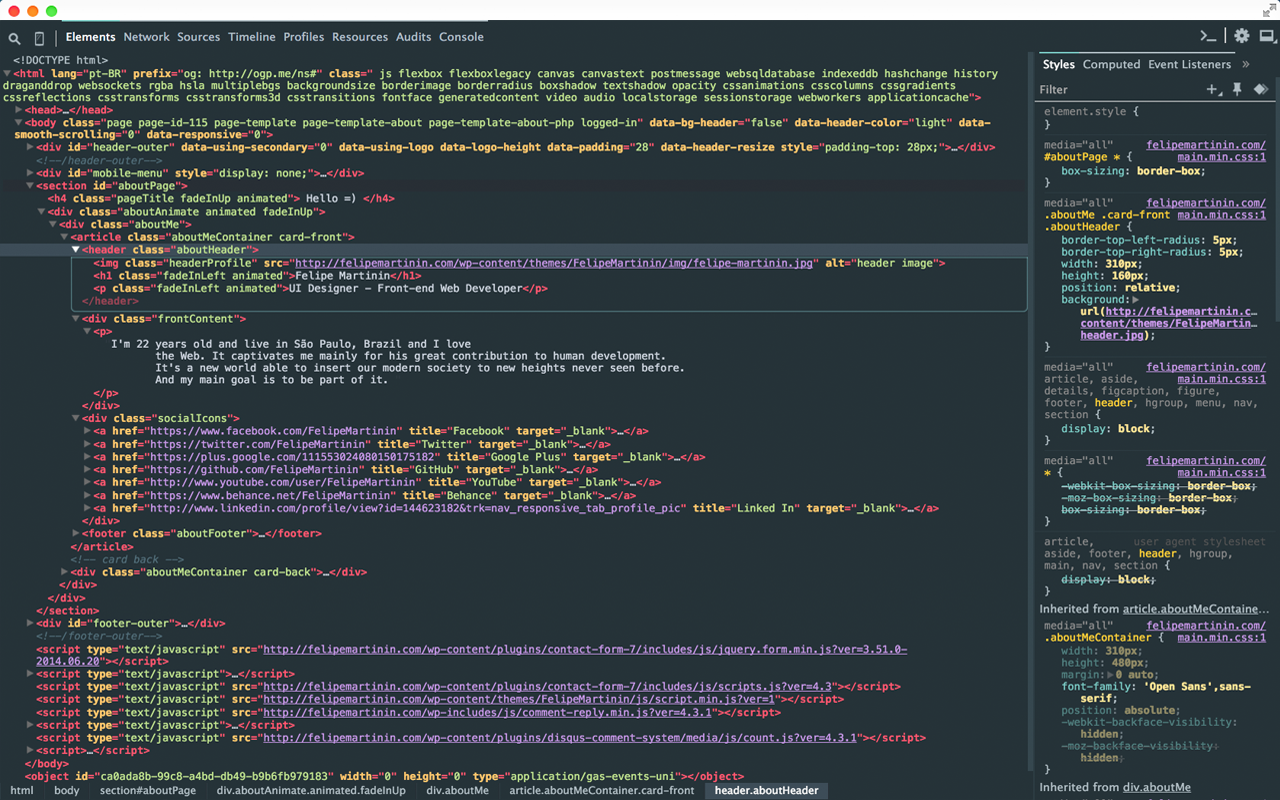 Elements Network Sources Timeline Profiles Resources Audits Console
<!DOCTYPE html>
<html lang="pt-BR" prefix="og: http://ogp.me/ns#" class=" js flexbox flexboxlegacy canvas canvastext postmessage websqldatabase indexeddb hashchange history
draganddrop websockets rgba hsla multiplebgs backgroundsize borderimage borderradius boxshadow textshadow opacity cssanimations csscolumns cssgradients
cssreflections csstransforms csstransforms3d csstransitions fontface generatedcontent video audio localstorage sessionstorage webworkers applicationcache">
<head>…</head>
<body class="page page-id-115 page-template page-template-about page-template-about-php logged-in" data-bg-header="false" data-header-color="light" data-
smooth-scrolling="0" data-responsive="0">
<div id="header-outer" data-using-secondary="0" data-using-logo data-logo-height data-padding="28" data-header-resize style="padding-top: 28px;">…</div>
<!--/header-outer-->
<div id="mobile-menu" style="display: none;">…</div>
<section id="aboutPage">
<h4 class="pageTitle fadeInUp animated"> Hello =) </h4>
<div class="aboutAnimate animated fadeInUp">
<div class="aboutMe">
<article class="aboutMeContainer card-front">
<header class="aboutHeader">
<img class="headerProfile" src="http://felipemartinin.com/wp-content/themes/FelipeMartinin/img/felipe-martinin.jpg" alt="header image">
<h1 class="fadeInLeft animated">Felipe Martinin</h1>
<p class="fadeInLeft animated">UI Designer - Front-end Web Developer</p>
</header>
<div class="frontContent">
<p>
I'm 22 years old and live in São Paulo, Brazil and I love
the Web. It captivates me mainly for his great contribution to human development.
It's a new world able to insert our modern society to new heights never seen before.
And my main goal is to be part of it.
</p>
</div>
<div class="socialIcons">
<a href="https://www.facebook.com/FelipeMartinin" title="Facebook" target="_blank">…</a>
<a href="https://twitter.com/FelipeMartinin" title="Twitter" target="_blank">…</a>
<a href="https://plus.google.com/111553024080150175182" title="Google Plus" target="_blank">…</a>
<a href="https://github.com/FelipeMartinin" title="GitHub" target="_blank">…</a>
<a href="http://www.youtube.com/user/FelipeMartinin" title="YouTube" target="_blank">…</a>
<a href="https://www.behance.net/FelipeMartinin" title="Behance" target="_blank">…</a>
<a href="http://www.linkedin.com/profile/view?id=144623182&trk=nav_responsive_tab_profile_pic" title="Linked In" target="_blank">…</a>
</div>
<footer class="aboutFooter">…</footer>
</article>
<!-- card back -->
<div class="aboutMeContainer card-back">…</div>
</div>
</div>
</section>
<div id="footer-outer">…</div>
<!--/footer-outer-->
<script type="text/javascript" src="http://felipemartinin.com/wp-content/plugins/contact-form-7/includes/js/jquery.form.min.js?ver=3.51.0-
2014.06.20"></script>
<script type="text/javascript">…</script>
<script type="text/javascript" src="http://felipemartinin.com/wp-content/plugins/contact-form-7/includes/js/scripts.js?ver=4.3"></script>
<script type="text/javascript" src="http://felipemartinin.com/wp-content/themes/FelipeMartinin/js/script.min.js?ver=1"></script>
<script type="text/javascript" src="http://felipemartinin.com/wp-includes/js/comment-reply.min.js?ver=4.3.1"></script>
<script type="text/javascript">…</script>
<script type="text/javascript" src="http://felipemartinin.com/wp-content/plugins/disqus-comment-system/media/js/count.js?ver=4.3.1"></script>
<script>…</script>
</body>
<object id="ca0ada8b-99c8-a4bd-db49-b9b6fb979183" width="0" height="0" type="application/gas-events-uni"></object>
html body section#aboutPage div.aboutAnimate.animated.fadeInUp div.aboutMe article.aboutMeContainer.card-front header.aboutHeader
Styles Computed Event Listeners »
Filter
element.style {
}
media="all" felipemartinin.com/
#aboutPage * { main.min.css:1
box-sizing: border-box;
}
media="all" felipemartinin.com/
.aboutMe .card-front main.min.css:1
.aboutHeader {
border-top-left-radius: 5px;
border-top-right-radius: 5px;
width: 310px;
height: 160px;
position: relative;
background:
url(http://felipemartinin.c…
content/themes/FelipeMartin…
header.jpg);
}
media="all" felipemartinin.com/
article, aside, main.min.css:1
details, figcaption, figure,
footer, header, hgroup, menu, nav,
section {
display: block;
}
media="all" felipemartinin.com/
* { main.min.css:1
-webkit-box-sizing: border-box;
-moz-box-sizing: border-box;
box-sizing: border-box;
}
article, user agent stylesheet
aside, footer, header, hgroup,
main, nav, section {
display: block;
}
Inherited from article.aboutMeContaine…
media="all" felipemartinin.com/
.aboutMeContainer { main.min.css:1
width: 310px;
height: 480px;
margin: 0 auto;
font-family: 'Open Sans',sans-
serif;
position: absolute;
-webkit-backface-visibility:
hidden;
-moz-backface-visibility:
hidden;
}
Inherited from div.aboutMe